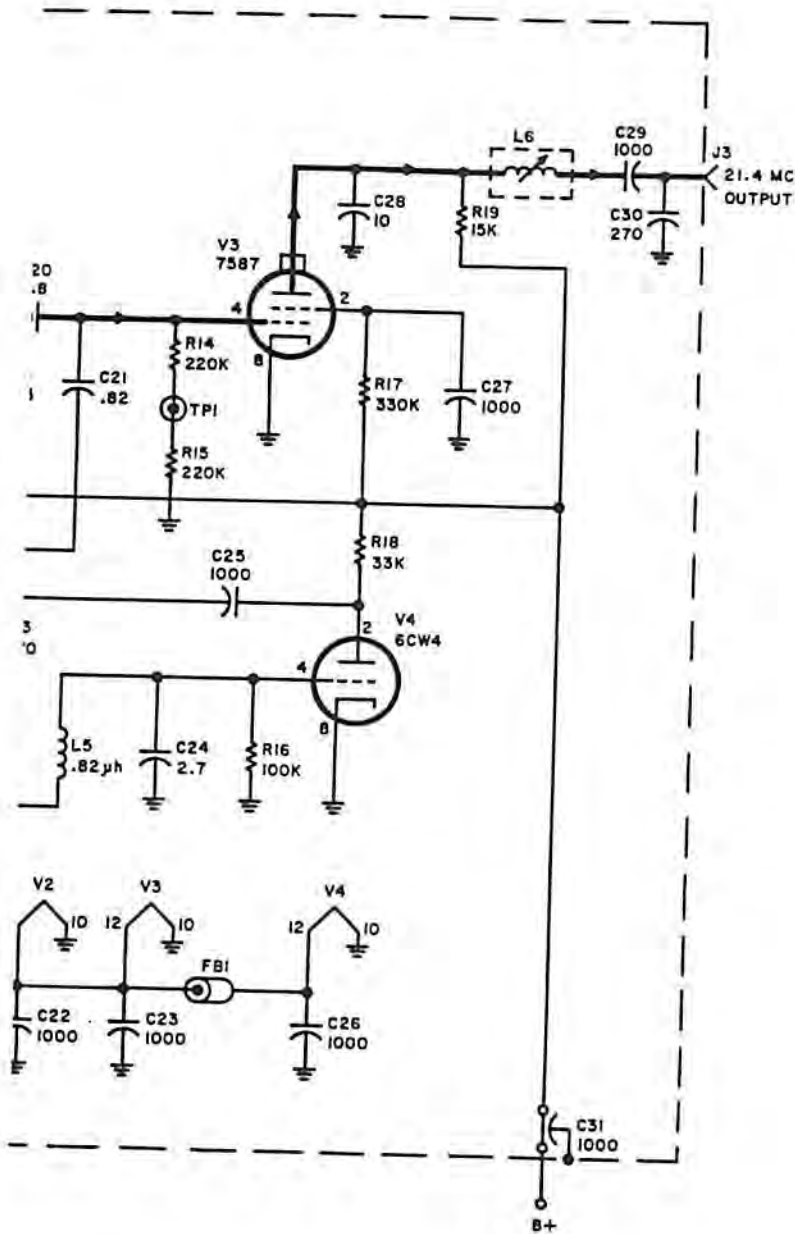 C29
1000
L6
J3
21.4 MC
OUTPUT
C28
10
R19
15K
C30
270
V3
7587
20
.8
4
2
8
R14
220K
C21
.82
TP1
R17
330K
C27
1000
R15
220K
R18
33K
C25
1000
2
V4
6CW4
4
8
L5
.82μh
C24
2.7
R16
100K
V2
V3
V4
10
12
10
12
10
FB1
C22
1000
C23
1000
C26
1000
C31
1000
B+